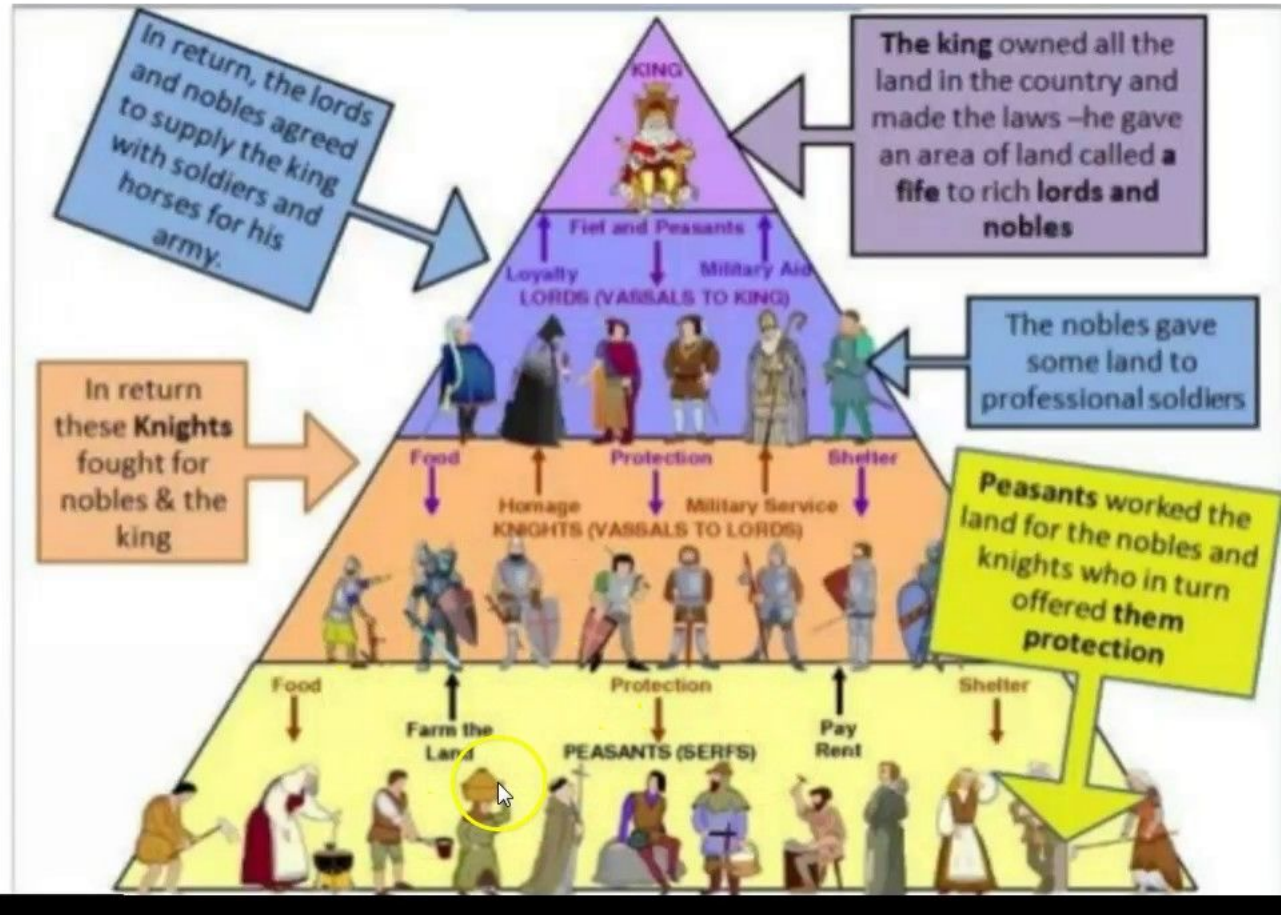 In return, the lords
and nobles agreed
to supply the king
with soldiers and
horses for his
army.
The king owned all the
land in the country and
made the laws –he gave
an area of land called a
fife to rich lords and
nobles
KING
Fief and Peasants
Loyalty
Military Aid
LORDS (VASSALS TO KING)
The nobles gave
some land to
professional soldiers
In return
these Knights
fought for
nobles & the
king
Food
Protection
Shelter
Homage
Military Service
KNIGHTS (VASSALS TO LORDS)
Peasants worked the
land for the nobles and
knights who in turn
offered them
protection
Food
Protection
Shelter
Farm the
Land
Pay
Rent
PEASANTS (SERFS)